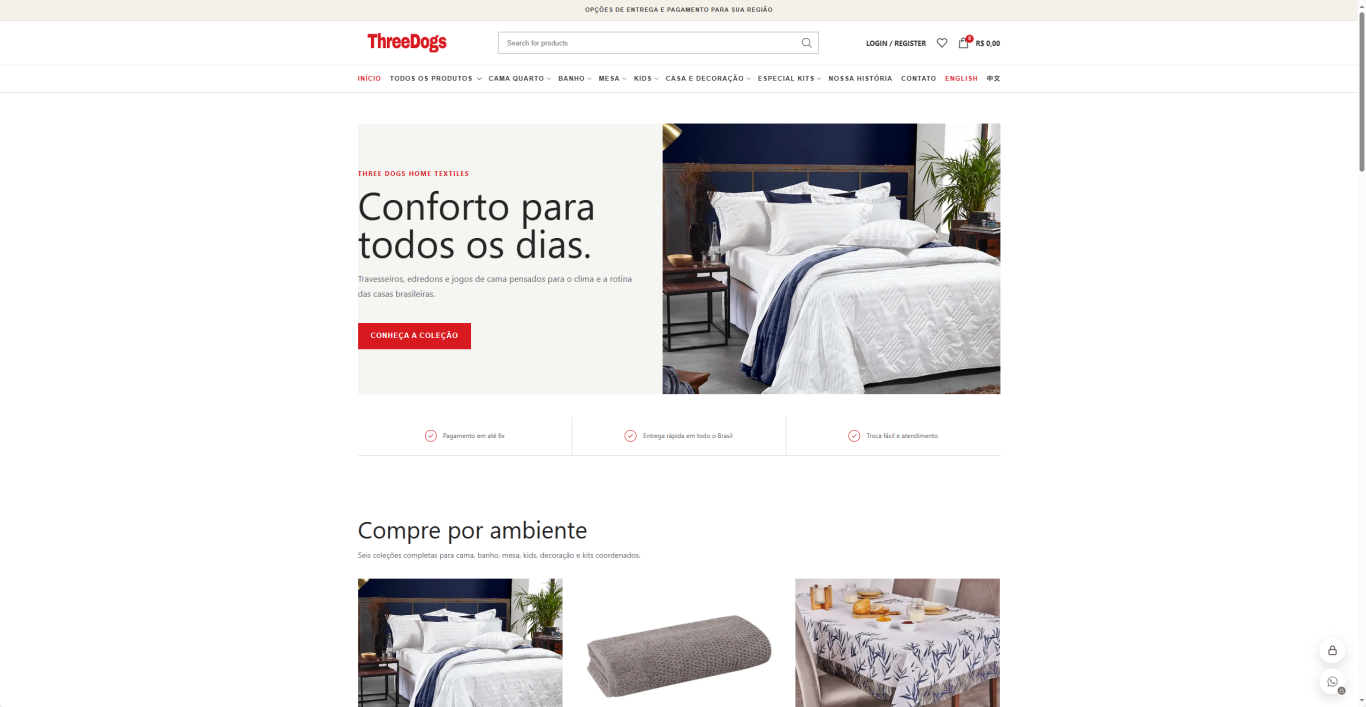 OPÇÕES DE ENTREGA E PAGAMENTO PARA SUA REGIÃO
ThreeDogs
Search for products
LOGIN / REGISTER
0
R$ 0,00
INÍCIO
TODOS OS PRODUTOS
CAMA QUARTO
BANHO
MESA
KIDS
CASA E DECORAÇÃO
ESPECIAL KITS
NOSSA HISTÓRIA
CONTATO
ENGLISH
中文
THREE DOGS HOME TEXTILES
Conforto para
todos os dias.
Travesseiros, edredons e jogos de cama pensados para o clima e a rotina
das casas brasileiras.
CONHEÇA A COLEÇÃO
Pagamento em até 6x
Entrega rápida em todo o Brasil
Troca fácil e atendimento
Compre por ambiente
Seis coleções completas para cama, banho, mesa, kids, decoração e kits coordenados.